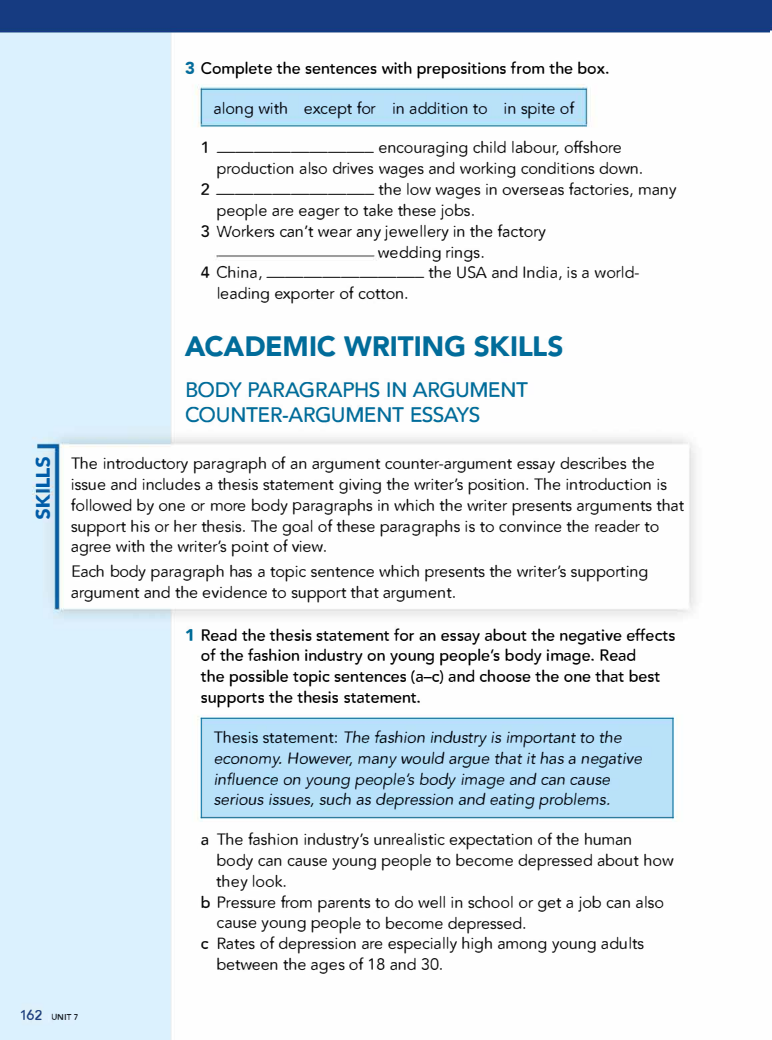 3 Complete the sentences with prepositions from the box.
along with except for in addition to in spite of
1 __________________ encouraging child labour, offshore
production also drives wages and working conditions down.
2 __________________ the low wages in overseas factories, many
people are eager to take these jobs.
3 Workers can't wear any jewellery in the factory
__________________ wedding rings.
4 China, __________________ the USA and India, is a world-
leading exporter of cotton.
ACADEMIC WRITING SKILLS
BODY PARAGRAPHS IN ARGUMENT
COUNTER-ARGUMENT ESSAYS
SKILLS
The introductory paragraph of an argument counter-argument essay describes the
issue and includes a thesis statement giving the writer's position. The introduction is
followed by one or more body paragraphs in which the writer presents arguments that
support his or her thesis. The goal of these paragraphs is to convince the reader to
agree with the writer's point of view.
Each body paragraph has a topic sentence which presents the writer's supporting
argument and the evidence to support that argument.
1 Read the thesis statement for an essay about the negative effects
of the fashion industry on young people's body image. Read
the possible topic sentences (a–c) and choose the one that best
supports the thesis statement.
Thesis statement: The fashion industry is important to the
economy. However, many would argue that it has a negative
influence on young people's body image and can cause
serious issues, such as depression and eating problems.
a The fashion industry's unrealistic expectation of the human
body can cause young people to become depressed about how
they look.
b Pressure from parents to do well in school or get a job can also
cause young people to become depressed.
c Rates of depression are especially high among young adults
between the ages of 18 and 30.
162 UNIT 7